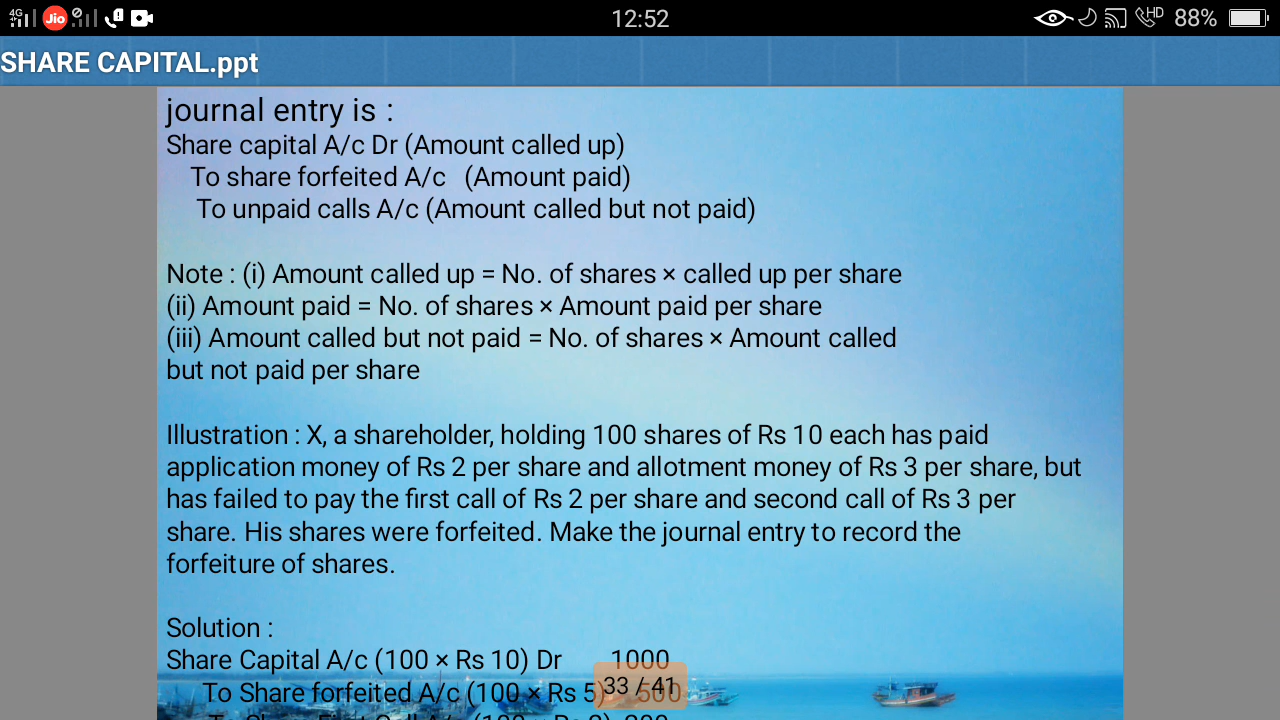 4G Jio 12:52 HD 88%
SHARE CAPITAL.ppt
journal entry is :
Share capital A/c Dr (Amount called up)
To share forfeited A/c (Amount paid)
To unpaid calls A/c (Amount called but not paid)
Note : (i) Amount called up = No. of shares × called up per share
(ii) Amount paid = No. of shares × Amount paid per share
(iii) Amount called but not paid = No. of shares × Amount called
but not paid per share
Illustration : X, a shareholder, holding 100 shares of Rs 10 each has paid
application money of Rs 2 per share and allotment money of Rs 3 per share, but
has failed to pay the first call of Rs 2 per share and second call of Rs 3 per
share. His shares were forfeited. Make the journal entry to record the
forfeiture of shares.
Solution :
Share Capital A/c (100 × Rs 10) Dr 1000
To Share forfeited A/c (100 × Rs 5) 500
33 / 41